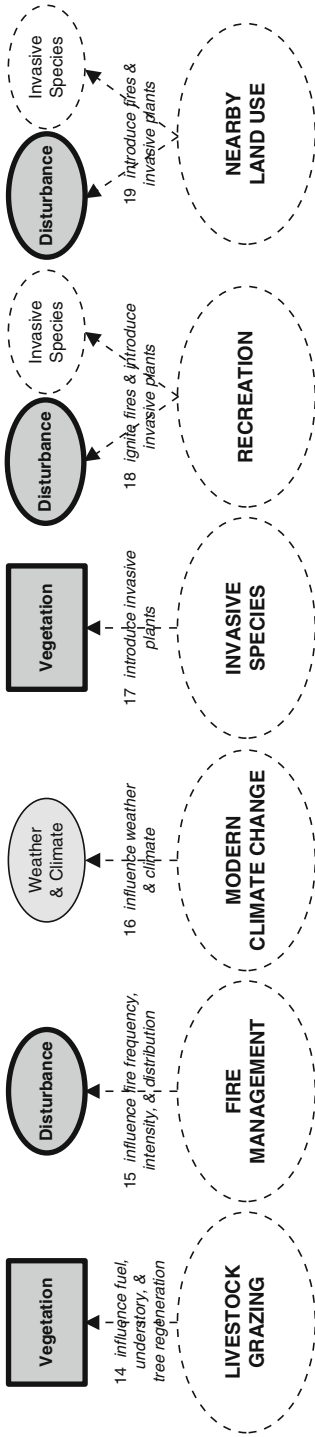 Vegetation
14 influence fuel,
understory, &
tree regeneration
LIVESTOCK
GRAZING
Disturbance
15 influence fire frequency,
intensity, & distribution
FIRE
MANAGEMENT
Weather
& Climate
16 influence weather
& climate
MODERN
CLIMATE CHANGE
Vegetation
17 introduce invasive
plants
INVASIVE
SPECIES
Disturbance
Invasive
Species
18 ignite fires & introduce
invasive plants
RECREATION
Disturbance
Invasive
Species
19 introduce fires &
invasive plants
NEARBY
LAND USE